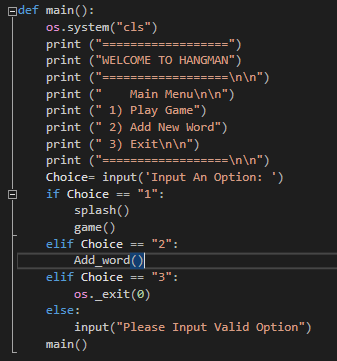 def main():
    os.system("cls")
    print ("==================")
    print ("WELCOME TO HANGMAN")
    print ("==================\n\n")
    print ("    Main Menu\n\n")
    print (" 1) Play Game")
    print (" 2) Add New Word")
    print (" 3) Exit\n\n")
    print ("==================\n\n")
    Choice= input('Input An Option: ')
    if Choice == "1":
        splash()
        game()
    elif Choice == "2":
        Add_word()
    elif Choice == "3":
        os._exit(0)
    else:
        input("Please Input Valid Option")
    main()